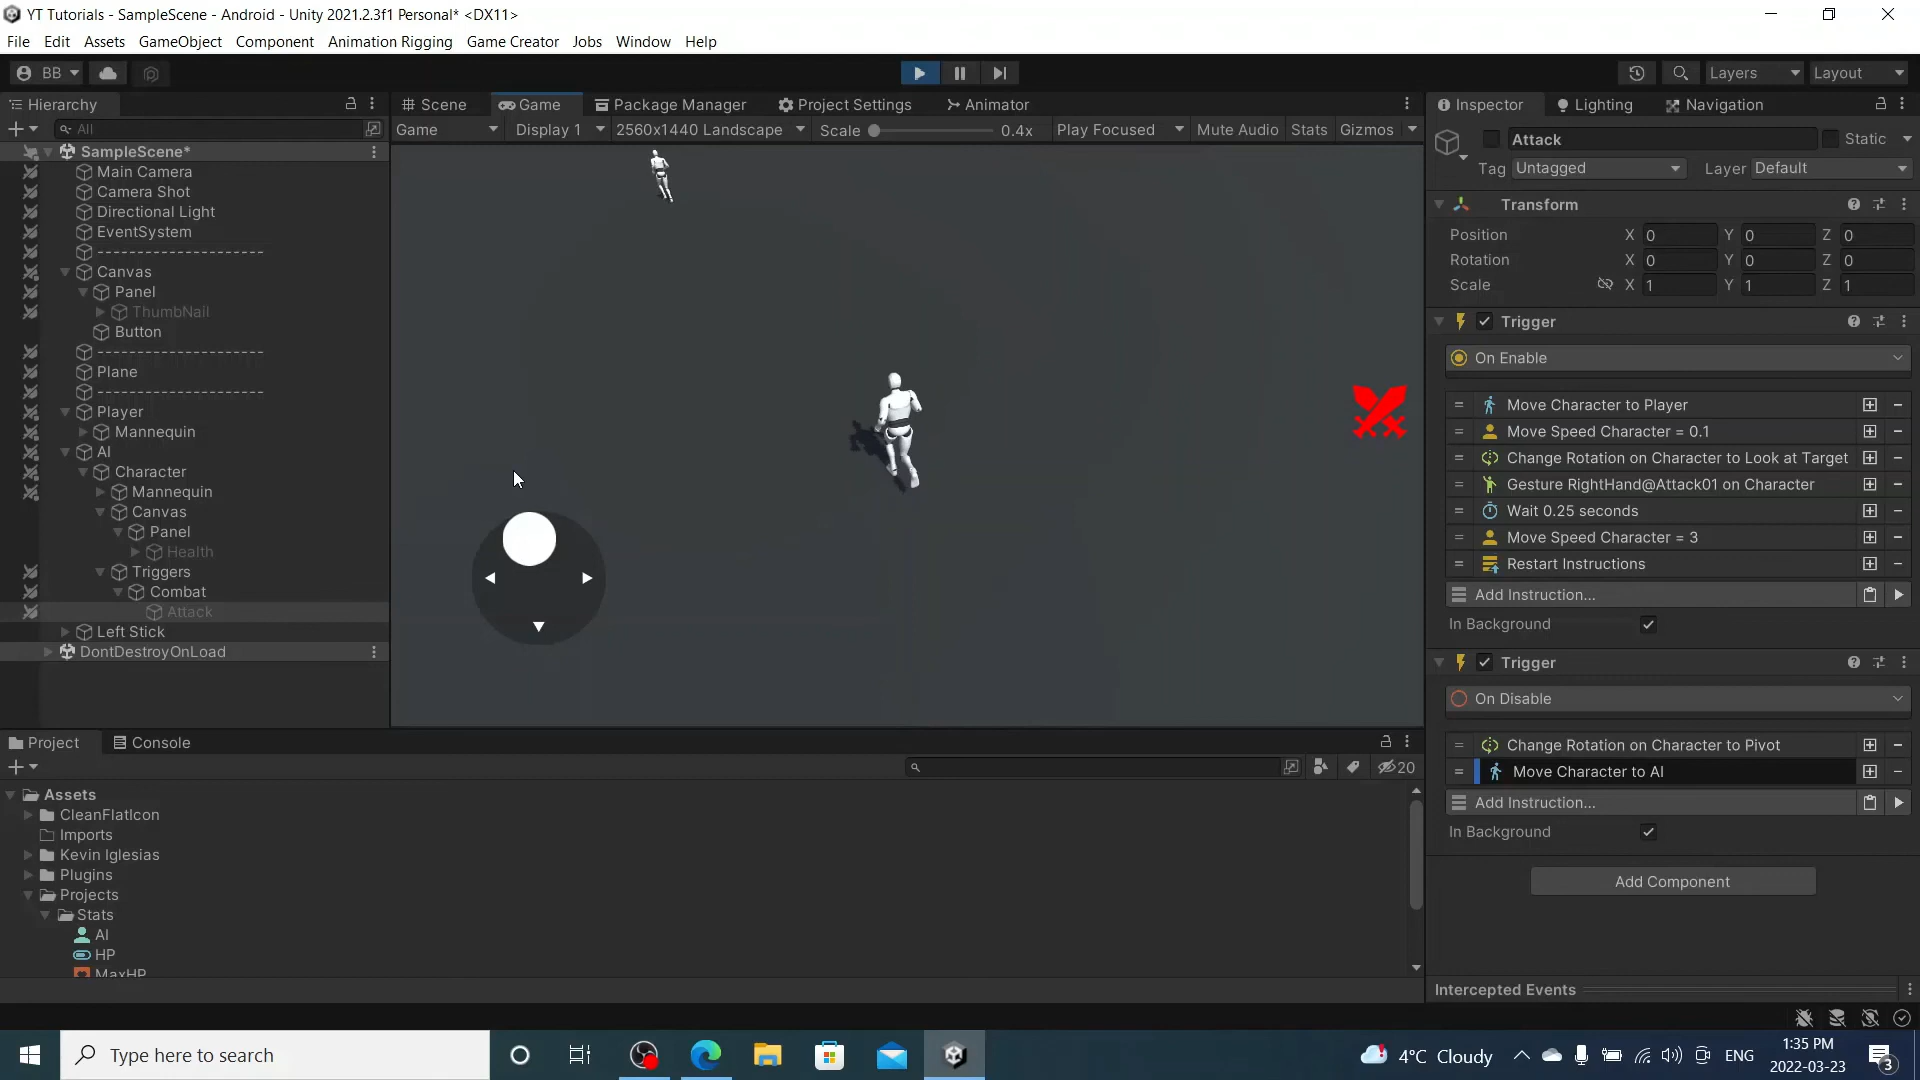 YT Tutorials - SampleScene - Android - Unity 2021.2.3f1 Personal* <DX11>
File Edit Assets GameObject Component Animation Rigging Game Creator Jobs Window Help
BB
Layers
Layout
Hierarchy
All
SampleScene*
Main Camera
Camera Shot
Directional Light
EventSystem
--------------------
Canvas
Panel
ThumbNail
Button
--------------------
Plane
--------------------
Player
Mannequin
AI
Character
Mannequin
Canvas
Panel
Health
Triggers
Combat
Attack
Left Stick
DontDestroyOnLoad
Scene Game Package Manager Project Settings Animator
Game Display 1 2560x1440 Landscape Scale 0.4x Play Focused Mute Audio Stats Gizmos
Inspector Lighting Navigation
Attack Static
Tag Untagged Layer Default
Transform
Position X 0 Y 0 Z 0
Rotation X 0 Y 0 Z 0
Scale X 1 Y 1 Z 1
Trigger
On Enable
Move Character to Player
Move Speed Character = 0.1
Change Rotation on Character to Look at Target
Gesture RightHand@Attack01 on Character
Wait 0.25 seconds
Move Speed Character = 3
Restart Instructions
Add Instruction...
In Background
Trigger
On Disable
Change Rotation on Character to Pivot
Move Character to AI
Add Instruction...
In Background
Add Component
Intercepted Events
Project Console
20
Assets
CleanFlatIcon
Imports
Kevin Iglesias
Plugins
Projects
Stats
AI
HP
MaxHP
Type here to search
4°C Cloudy
ENG
1:35 PM
2022-03-23
3